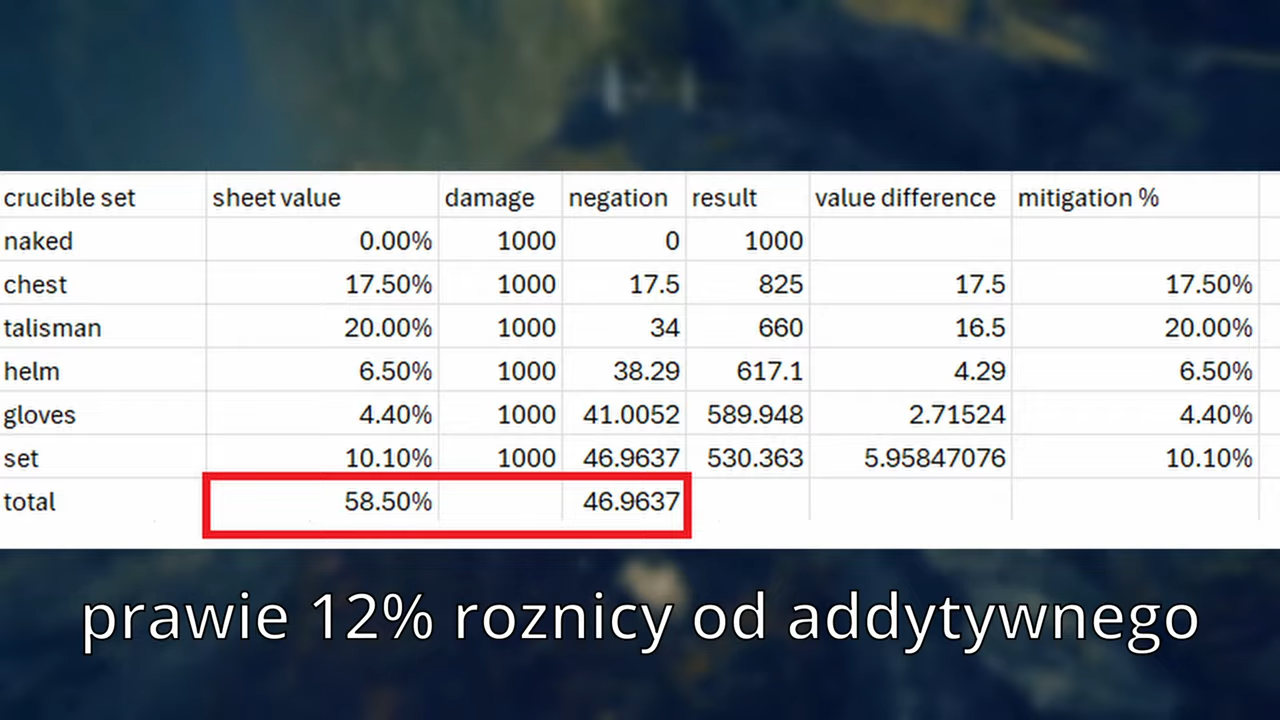 crucible set sheet value damage negation result value difference mitigation %
naked 0.00% 1000 0 1000
chest 17.50% 1000 17.5 825 17.5 17.50%
talisman 20.00% 1000 34 660 16.5 20.00%
helm 6.50% 1000 38.29 617.1 4.29 6.50%
gloves 4.40% 1000 41.0052 589.948 2.71524 4.40%
set 10.10% 1000 46.9637 530.363 5.95847076 10.10%
total 58.50% 46.9637
prawie 12% roznicy od addytywnego